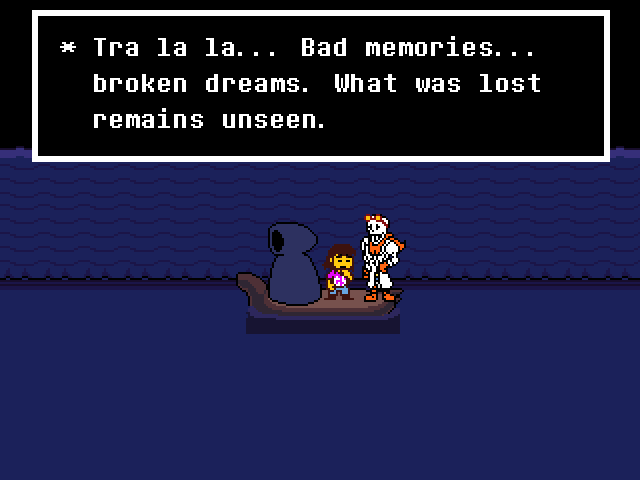 * Tra la la... Bad memories...
broken dreams. What was lost
remains unseen.